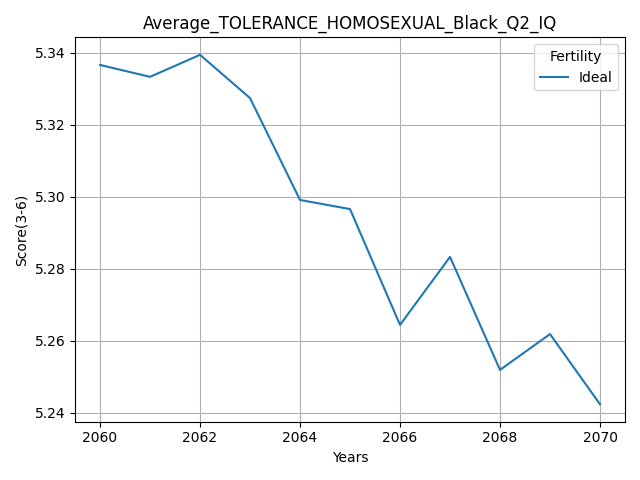 Average_TOLERANCE_HOMOSEXUAL_Black_Q2_IQ
Fertility
Ideal
Score(3-6)
5.34
5.32
5.30
5.28
5.26
5.24
2060 2062 2064 2066 2068 2070
Years